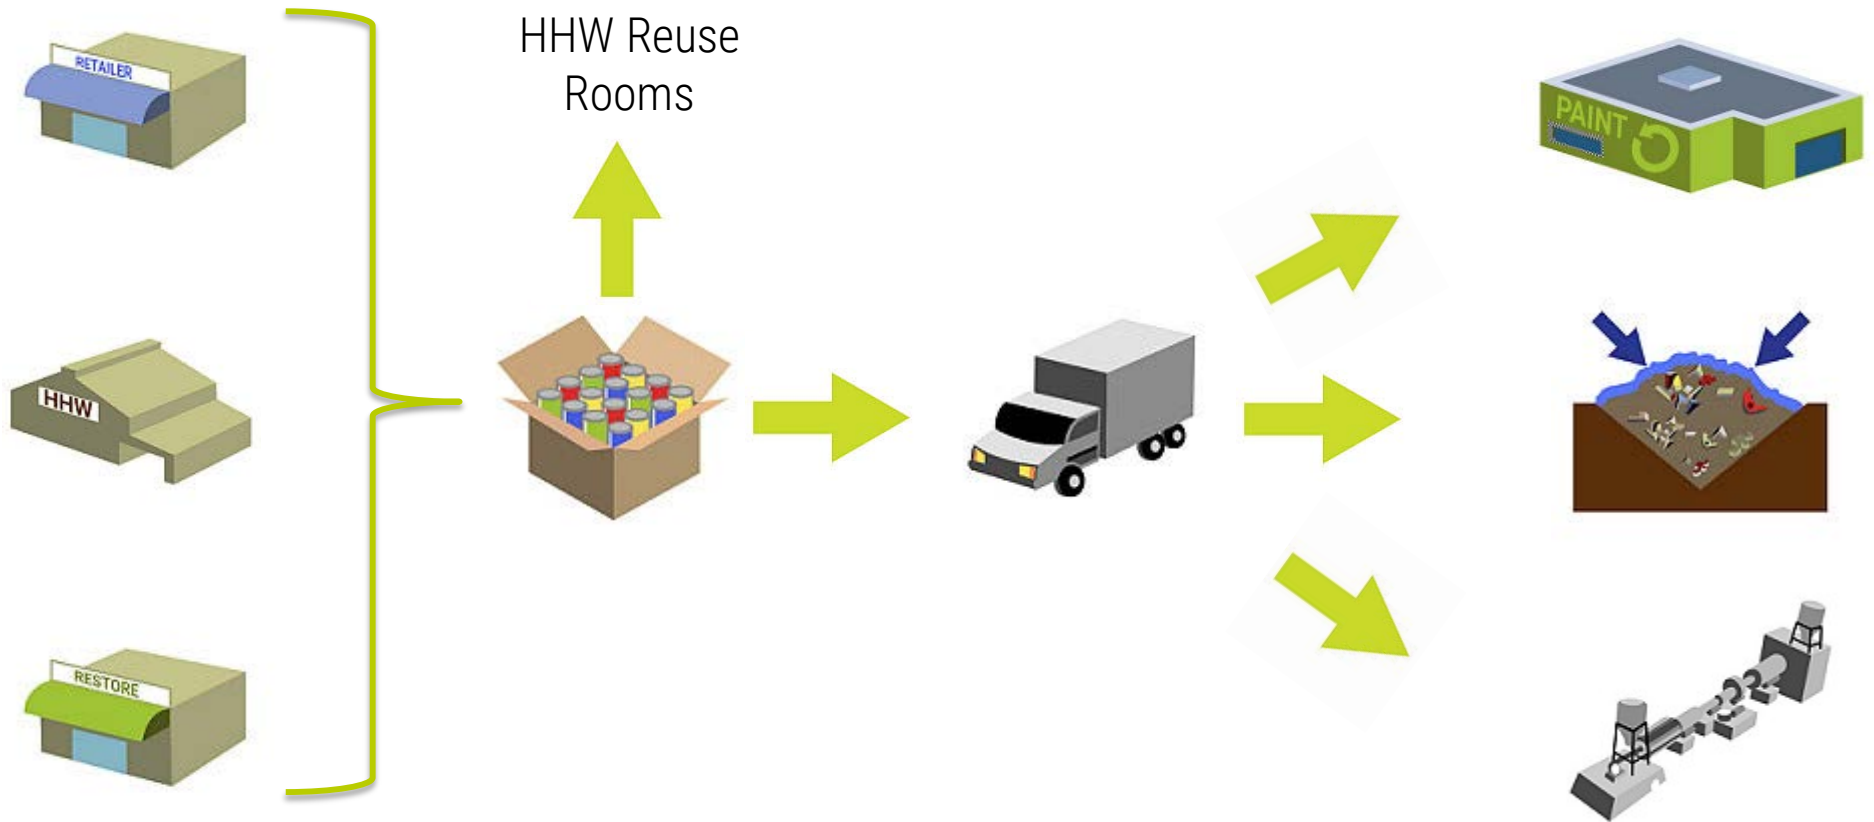 RETAILER
HHW Reuse
Rooms
PAINT
HHW
RESTORE